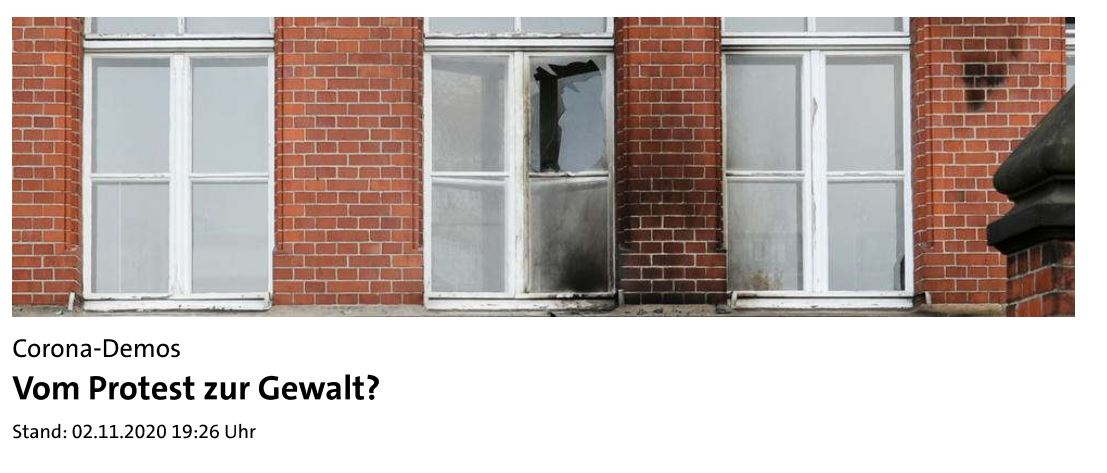 Corona-Demos
Vom Protest zur Gewalt?
Stand: 02.11.2020 19:26 Uhr